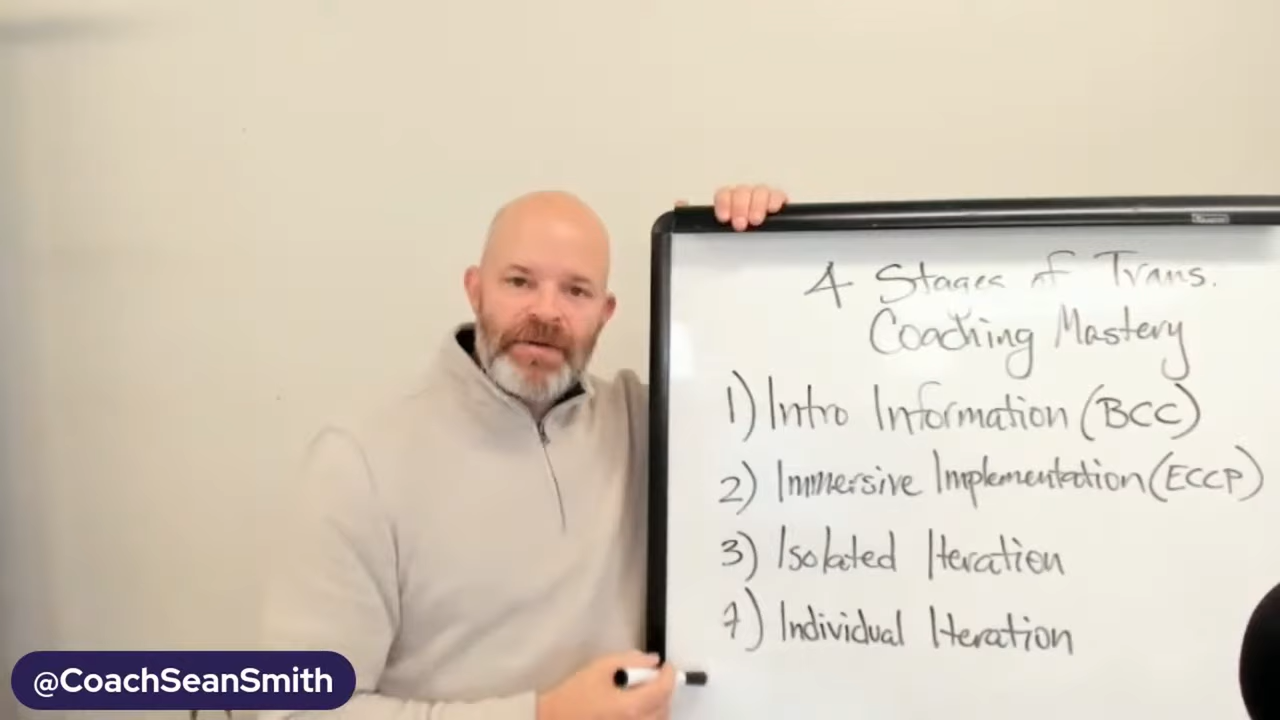 4 Stages of Trans.
Coaching Mastery
1) Intro Information (BCC)
2) Immersive Implementation (ECCP)
3) Isolated Iteration
4) Individual Iteration
@CoachSeanSmith